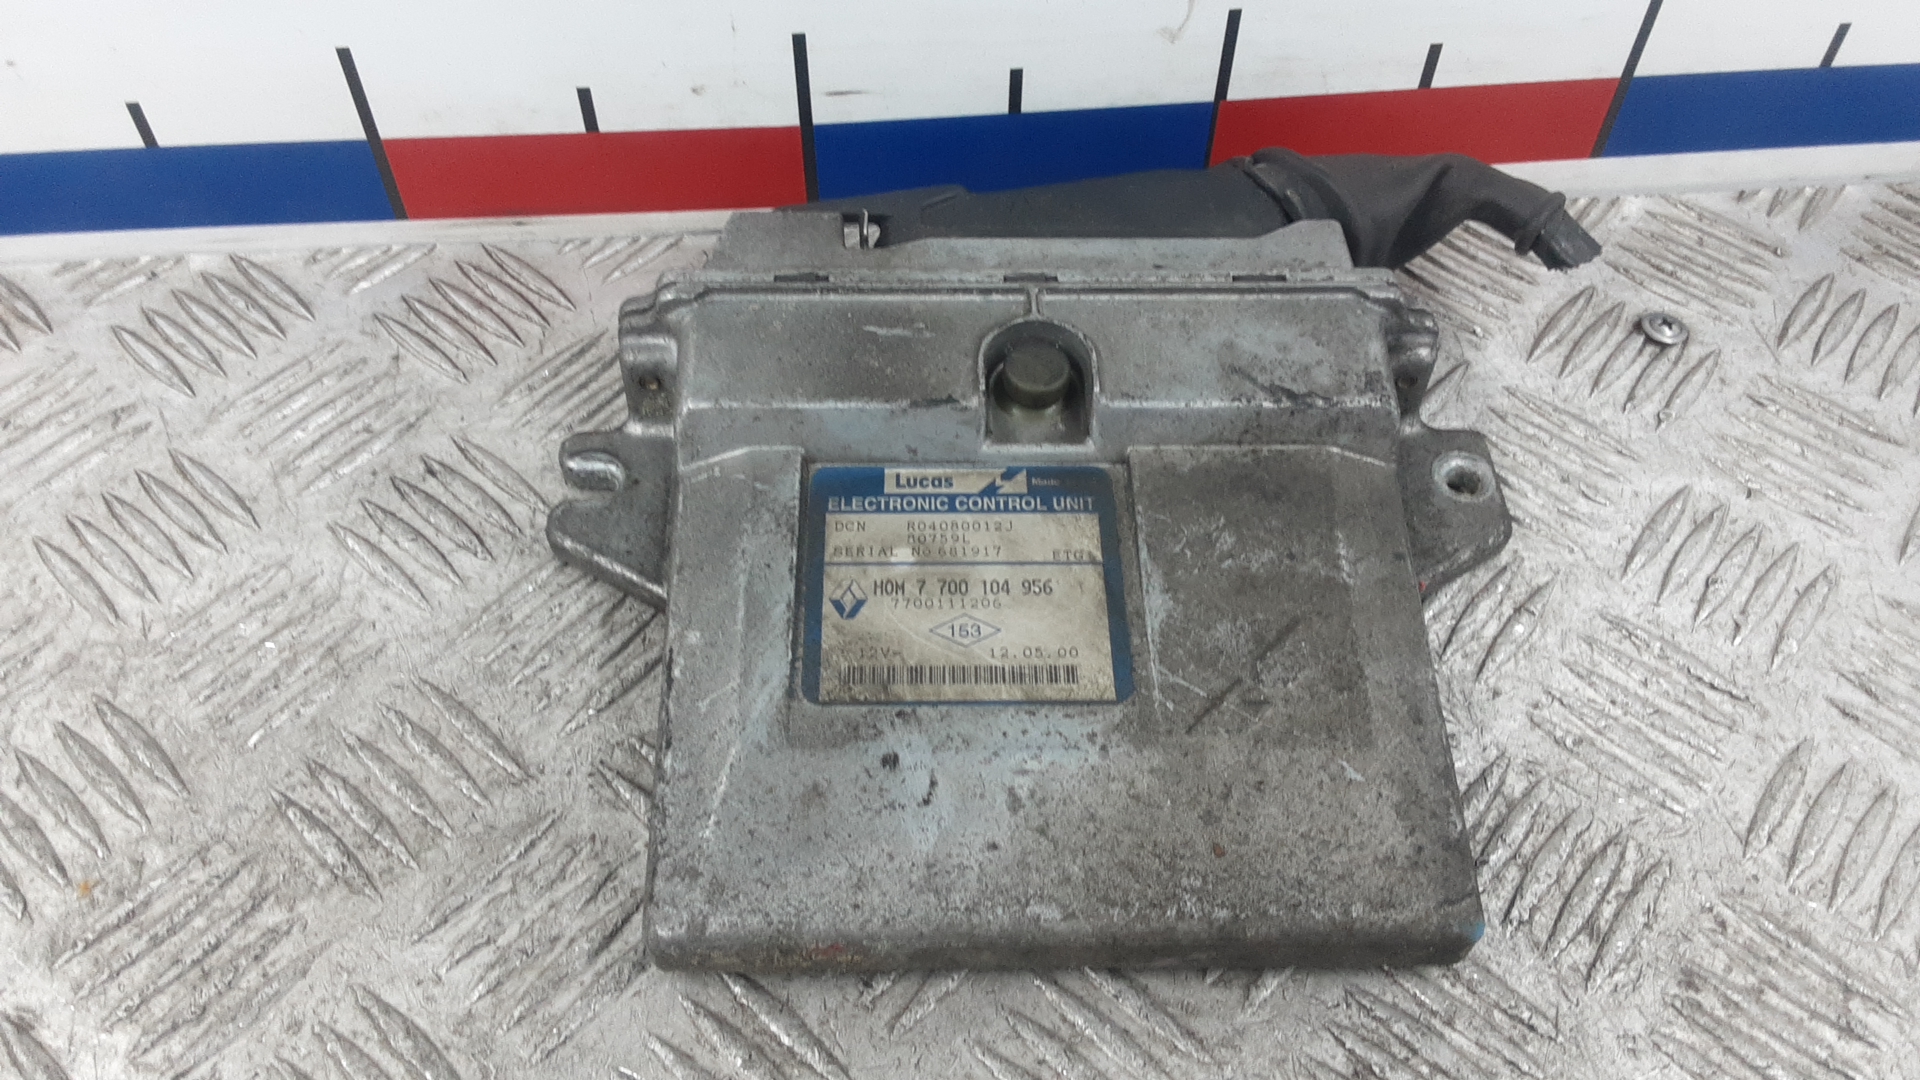 Lucas Made
ELECTRONIC CONTROL UNIT
DCN R04080012J
80759L
SERIAL No 681917 ETG
HOM 7 700 104 956
7700111206
153
12V 12.05.00